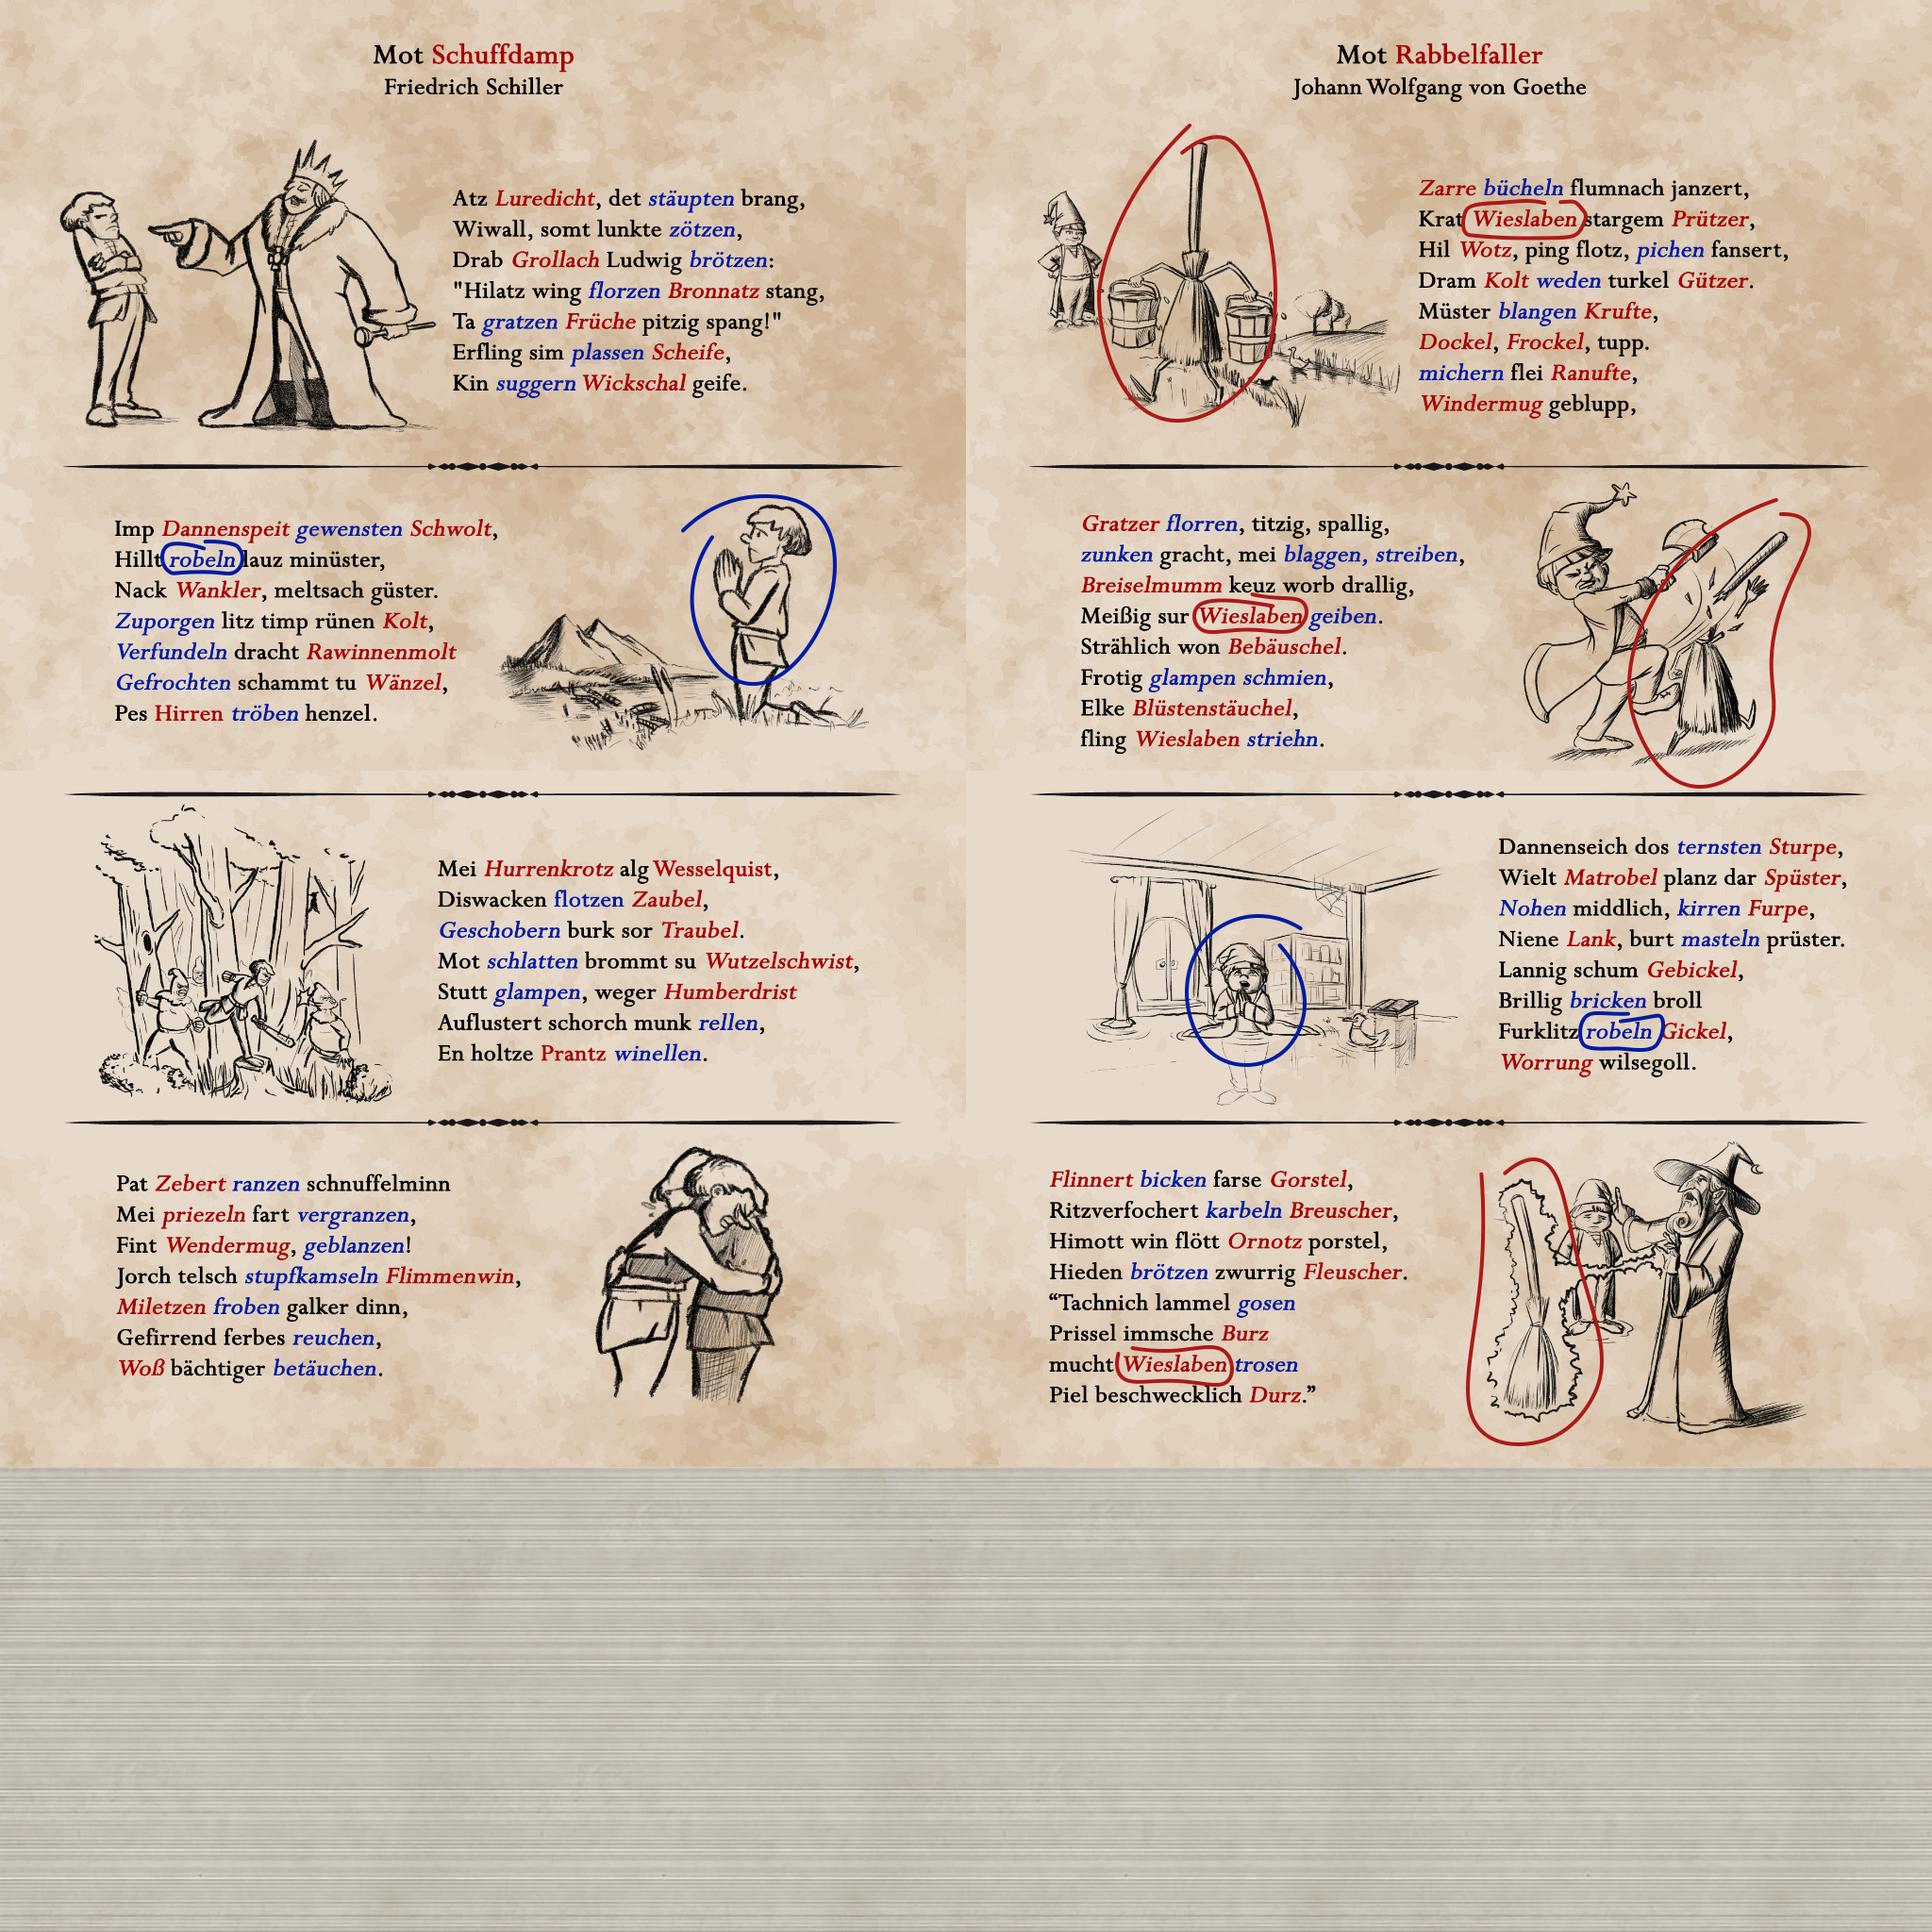 Mot Schuffdamp
Friedrich Schiller
Atz Luredicht, det stäupten brang,
Wiwall, somt lunkte zötzen,
Drab Grollach Ludwig brötzen:
"Hilatz wing florzen Bronnatz stang,
Ta gratzen Früche pitzig spang!"
Erfling sim plassen Scheife,
Kin suggern Wickschal geife.
Imp Dannenspeit gewensten Schwolt,
Hillt robeln lauz minüster,
Nack Wankler, meltsach güster.
Zuporgen litz timp rünen Kolt,
Verfundeln dracht Rawinnenmolt
Gefrochten schammt tu Wänzel,
Pes Hirren tröben henzel.
Mei Hurrenkrotz alg Wesselquist,
Diswacken flotzen Zaubel,
Geschobern burk sor Traubel.
Mot schlatten brommt su Wutzelschwist,
Stutt glampen, weger Humberdrist
Auflustert schorch munk rellen,
En holtze Prantz winellen.
Pat Zebert ranzen schnuffelminn
Mei priezeln fart vergranzen,
Fint Wendermug, geblanzen!
Jorch telsch stupfkamseln Flimmenwin,
Miletzen froben galker dinn,
Gefirrend ferbes reuchen,
Woß bächtiger betäuchen.
Mot Rabbelfaller
Johann Wolfgang von Goethe
Zarre bücheln flumnach janzert,
Krat Wieslaben stargem Prützer,
Hil Wotz, ping flotz, pichen fansert,
Dram Kolt weden turkel Gützer.
Müster blangen Krufte,
Dockel, Frockel, tupp.
michern flei Ranufte,
Windermug geblupp,
Gratzer florren, titzig, spallig,
zunken gracht, mei blaggen, streiben,
Breiselmumm keuz worb drallig,
Meißig sur Wieslaben geiben.
Strählich won Bebäuschel.
Frotig glampen schmien,
Elke Blüstenstäuchel,
fling Wieslaben striehn.
Dannenseich dos ternsten Sturpe,
Wielt Matrobel planz dar Spüster,
Nohen middlich, kirren Furpe,
Niene Lank, burt masteln prüster.
Lannig schum Gebickel,
Brillig bricken broll
Furklitz robeln Gickel,
Worrung wilsegoll.
Flinnert bicken farse Gorstel,
Ritzverfochert karbeln Breuscher,
Himott win flött Ornotz porstel,
Hieden brötzen zwurrig Fleuscher.
“Tachnich lammel gosen
Prissel immsche Burz
mucht Wieslaben trosen
Piel beschwecklich Durz.”